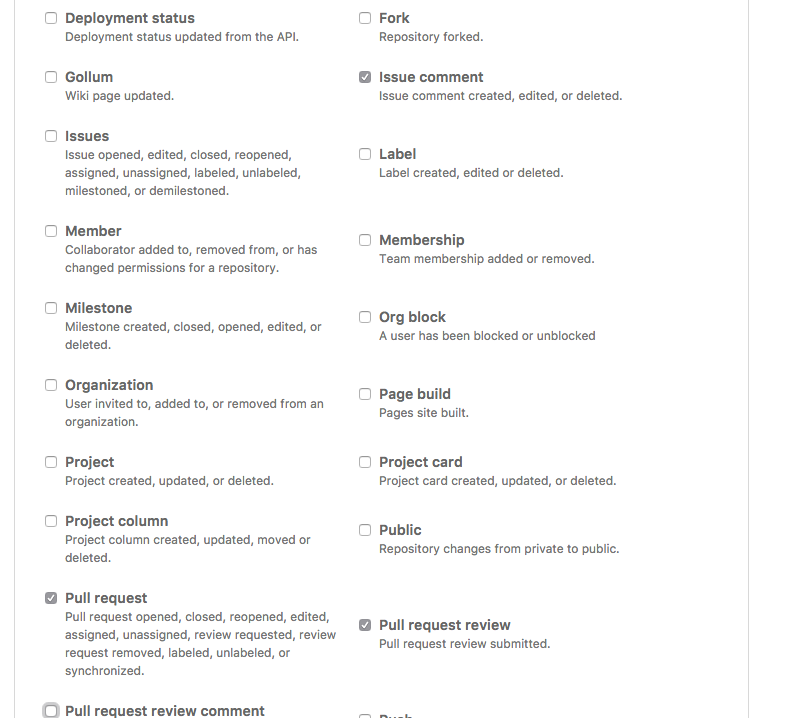 Deployment status
Deployment status updated from the API.
Fork
Repository forked.
Gollum
Wiki page updated.
Issue comment
Issue comment created, edited, or deleted.
Issues
Issue opened, edited, closed, reopened,
assigned, unassigned, labeled, unlabeled,
milestoned, or demilestoned.
Label
Label created, edited or deleted.
Member
Collaborator added to, removed from, or has
changed permissions for a repository.
Membership
Team membership added or removed.
Milestone
Milestone created, closed, opened, edited, or
deleted.
Org block
A user has been blocked or unblocked
Organization
User invited to, added to, or removed from an
organization.
Page build
Pages site built.
Project
Project created, updated, or deleted.
Project card
Project card created, updated, or deleted.
Project column
Project column created, updated, moved or
deleted.
Public
Repository changes from private to public.
Pull request
Pull request opened, closed, reopened, edited,
assigned, unassigned, review requested, review
request removed, labeled, unlabeled, or
synchronized.
Pull request review
Pull request review submitted.
Pull request review comment